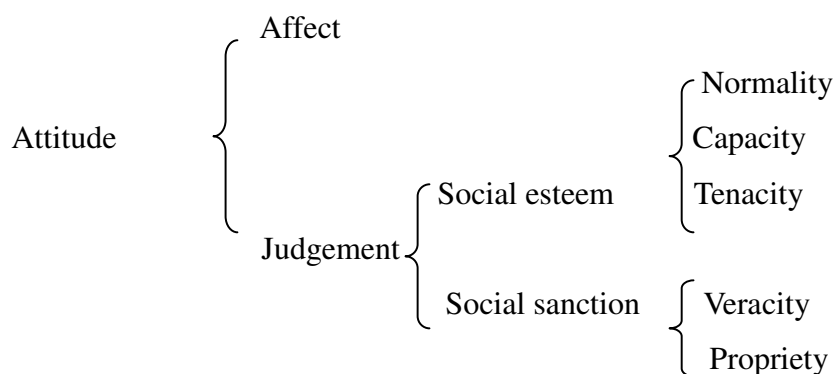 Affect
Normality
Attitude
Capacity
Social esteem
Tenacity
Judgement
Social sanction
Veracity
Propriety